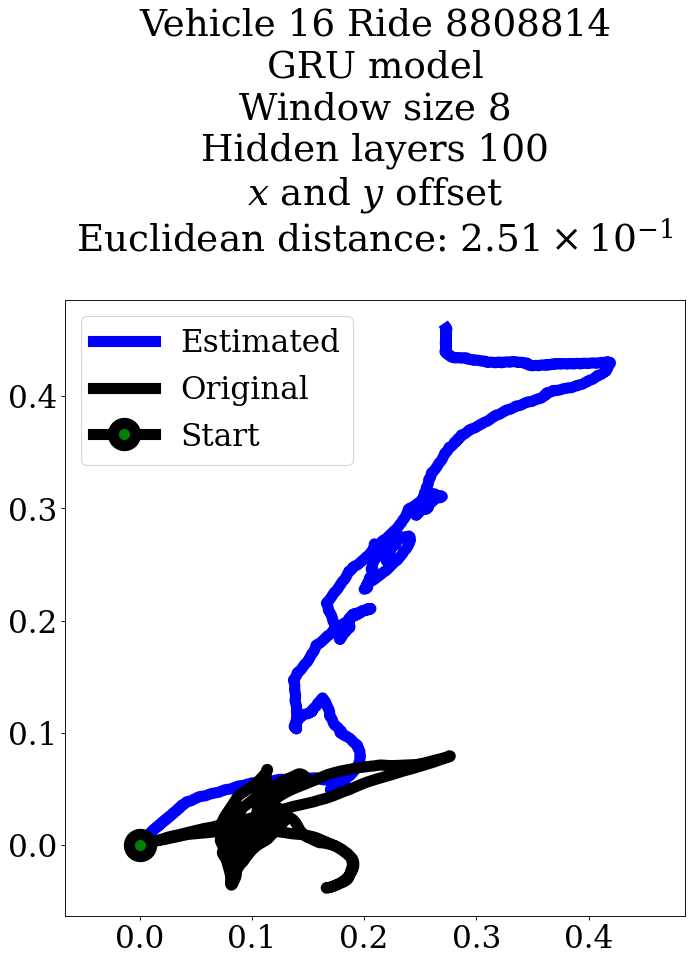 Vehicle 16 Ride 8808814
GRU model
Window size 8
Hidden layers 100
x and y offset
Euclidean distance: 2.51 × 10⁻¹
Estimated
Original
Start
0.4
0.3
0.2
0.1
0.0
0.0 0.1 0.2 0.3 0.4